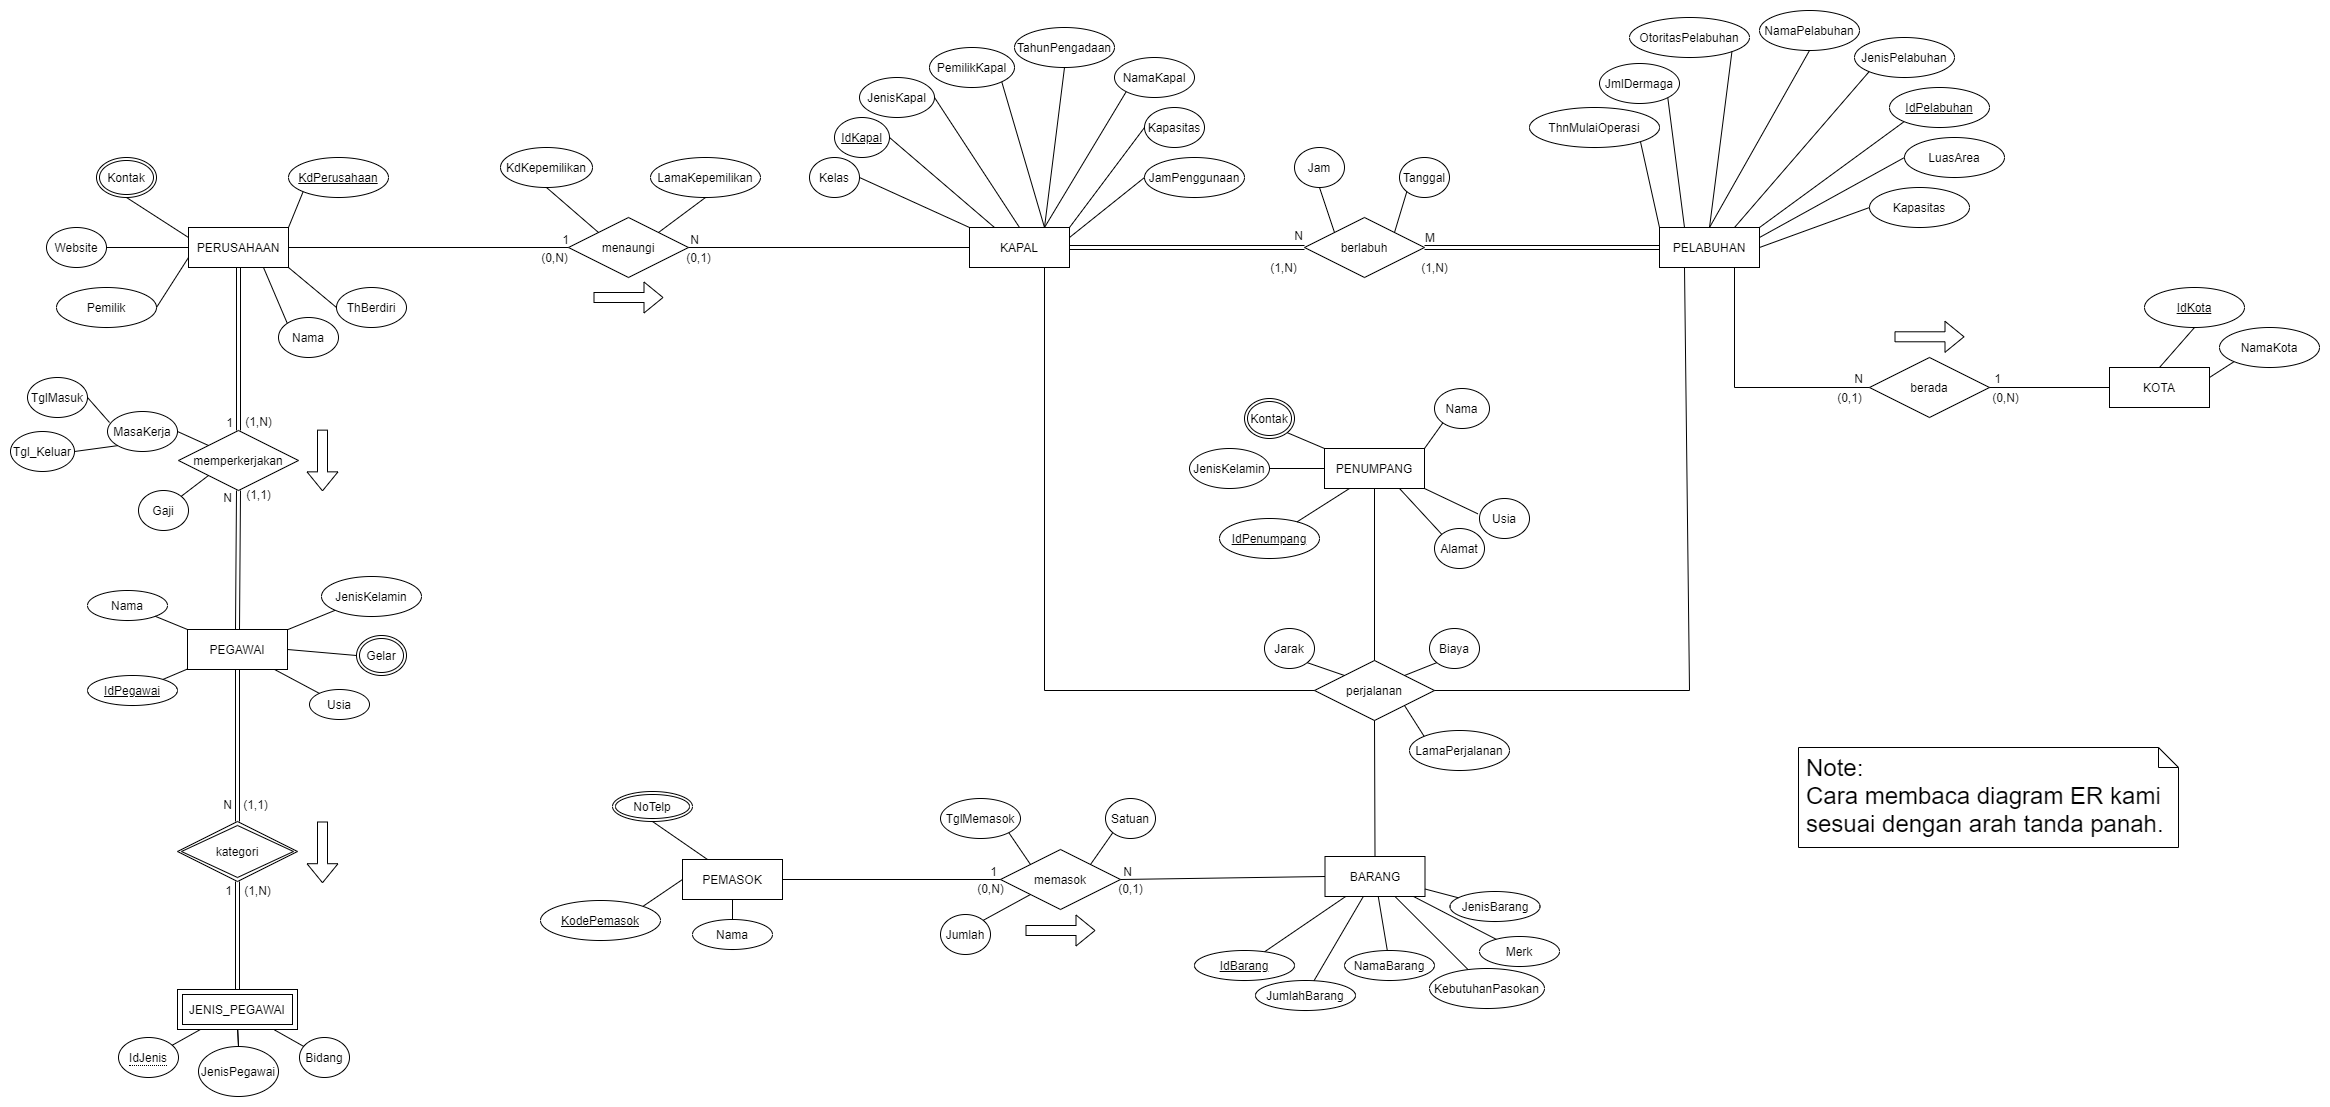 Kontak
KdPerusahaan
Website
PERUSAHAAN
Pemilik
Nama
ThBerdiri
KdKepemilikan
LamaKepemilikan
1
menaungi
N
(0,N)
(0,1)
TahunPengadaan
PemilikKapal
NamaKapal
JenisKapal
IdKapal
Kapasitas
Kelas
JamPenggunaan
KAPAL
Jam
Tanggal
N
berlabuh
M
(1,N)
(1,N)
NamaPelabuhan
OtoritasPelabuhan
JenisPelabuhan
JmlDermaga
IdPelabuhan
ThnMulaiOperasi
LuasArea
Kapasitas
PELABUHAN
IdKota
NamaKota
N
berada
1
(0,1)
(0,N)
KOTA
TglMasuk
MasaKerja
Tgl_Keluar
1
(1,N)
memperkerjakan
N
(1,1)
Gaji
Nama
JenisKelamin
PEGAWAI
Gelar
IdPegawai
Usia
N
(1,1)
kategori
1
(1,N)
JENIS_PEGAWAI
IdJenis
JenisPegawai
Bidang
Kontak
Nama
JenisKelamin
PENUMPANG
IdPenumpang
Usia
Alamat
Jarak
Biaya
perjalanan
LamaPerjalanan
NoTelp
PEMASOK
KodePemasok
Nama
TglMemasok
Satuan
1
memasok
N
(0,N)
(0,1)
Jumlah
BARANG
JenisBarang
Merk
IdBarang
NamaBarang
JumlahBarang
KebutuhanPasokan
Note:
Cara membaca diagram ER kami
sesuai dengan arah tanda panah.